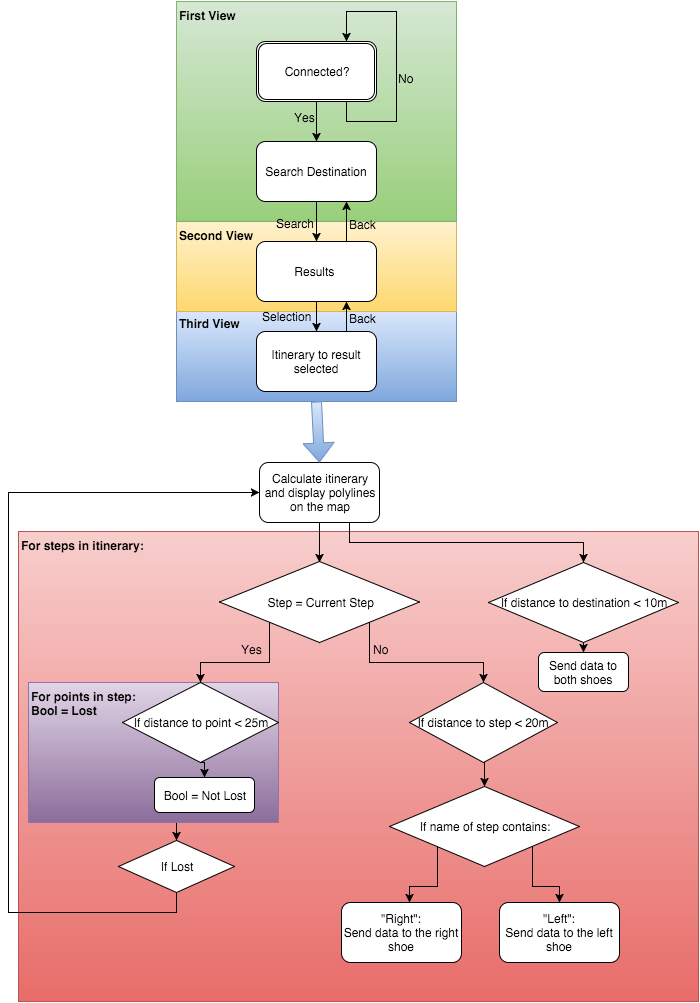 First View
Connected?
No
Yes
Search Destination
Search
Back
Second View
Results
Selection
Back
Third View
Itinerary to result
selected
Calculate itinerary
and display polylines
on the map
For steps in itinerary:
Step = Current Step
If distance to destination < 10m
Yes
No
Send data to
both shoes
For points in step:
Bool = Lost
If distance to point < 25m
If distance to step < 20m
Bool = Not Lost
If name of step contains:
If Lost
"Right":
Send data to the right
shoe
"Left":
Send data to the left
shoe